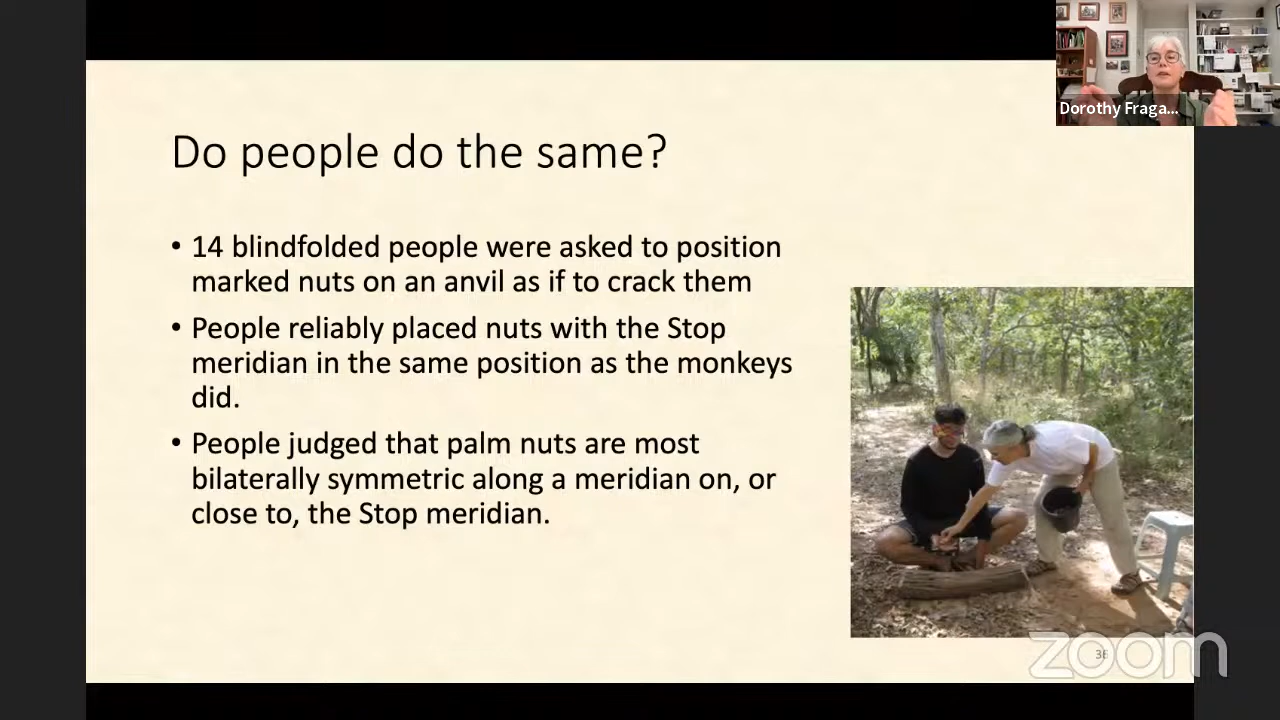 Dorothy Fraga...
Do people do the same?
• 14 blindfolded people were asked to position
marked nuts on an anvil as if to crack them
• People reliably placed nuts with the Stop
meridian in the same position as the monkeys
did.
• People judged that palm nuts are most
bilaterally symmetric along a meridian on, or
close to, the Stop meridian.
zoom